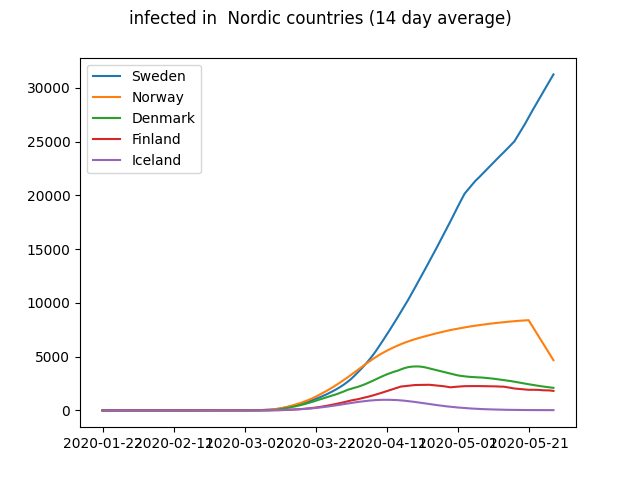 infected in  Nordic countries (14 day average)
Sweden
Norway
Denmark
Finland
Iceland
30000
25000
20000
15000
10000
5000
0
2020-01-22 2020-02-11 2020-03-02 2020-03-22 2020-04-11 2020-05-01 2020-05-21